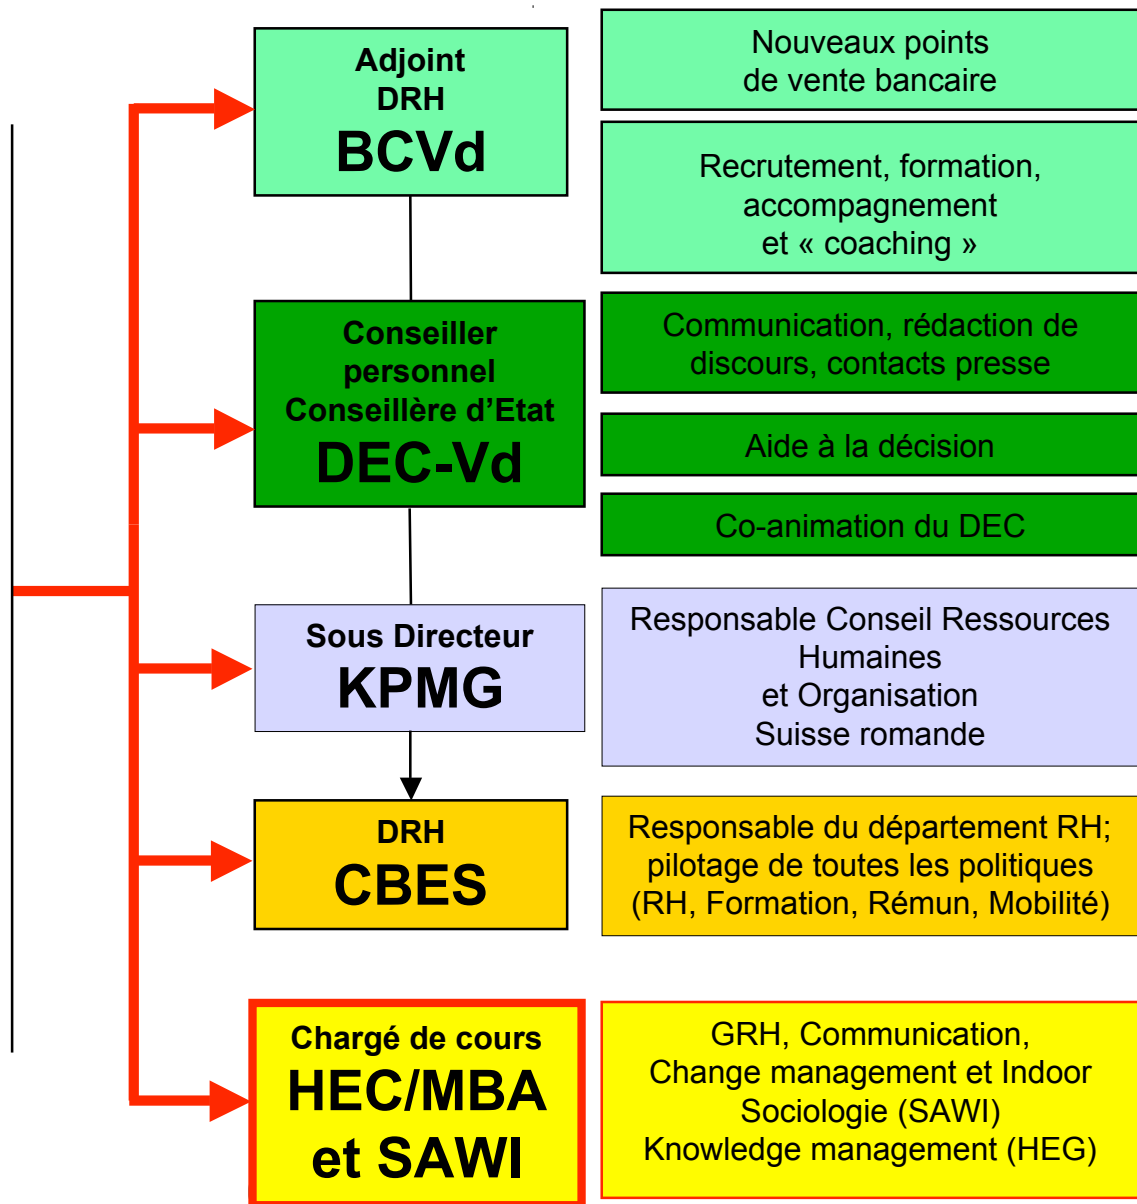 Adjoint
DRH
BCVd
Nouveaux points
de vente bancaire
Recrutement, formation,
accompagnement
et « coaching »
Conseiller
personnel
Conseillère d’Etat
DEC-Vd
Communication, rédaction de
discours, contacts presse
Aide à la décision
Co-animation du DEC
Sous Directeur
KPMG
Responsable Conseil Ressources
Humaines
et Organisation
Suisse romande
DRH
CBES
Responsable du département RH;
pilotage de toutes les politiques
(RH, Formation, Rémun, Mobilité)
Chargé de cours
HEC/MBA
et SAWI
GRH, Communication,
Change management et Indoor
Sociologie (SAWI)
Knowledge management (HEG)